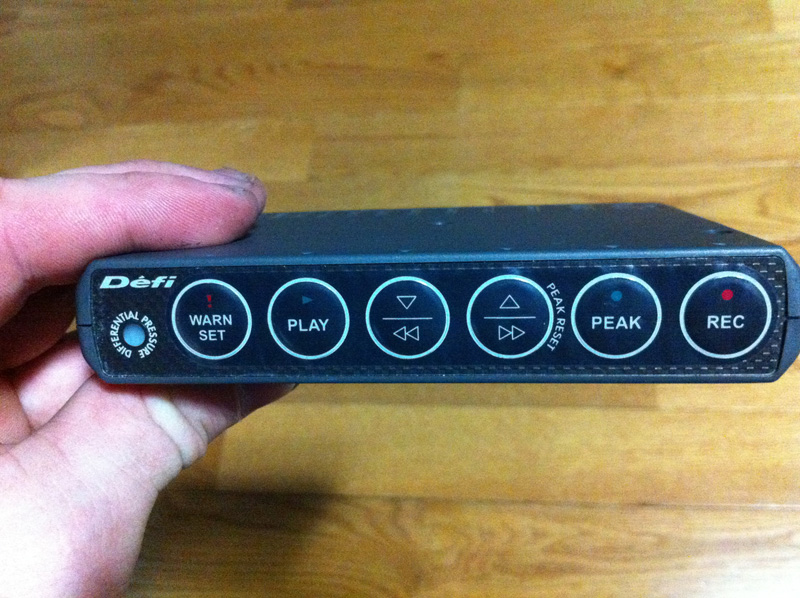 Défi
DIFFERENTIAL PRESSURE
!
WARN
SET
PLAY
PEAK RESET
PEAK
REC